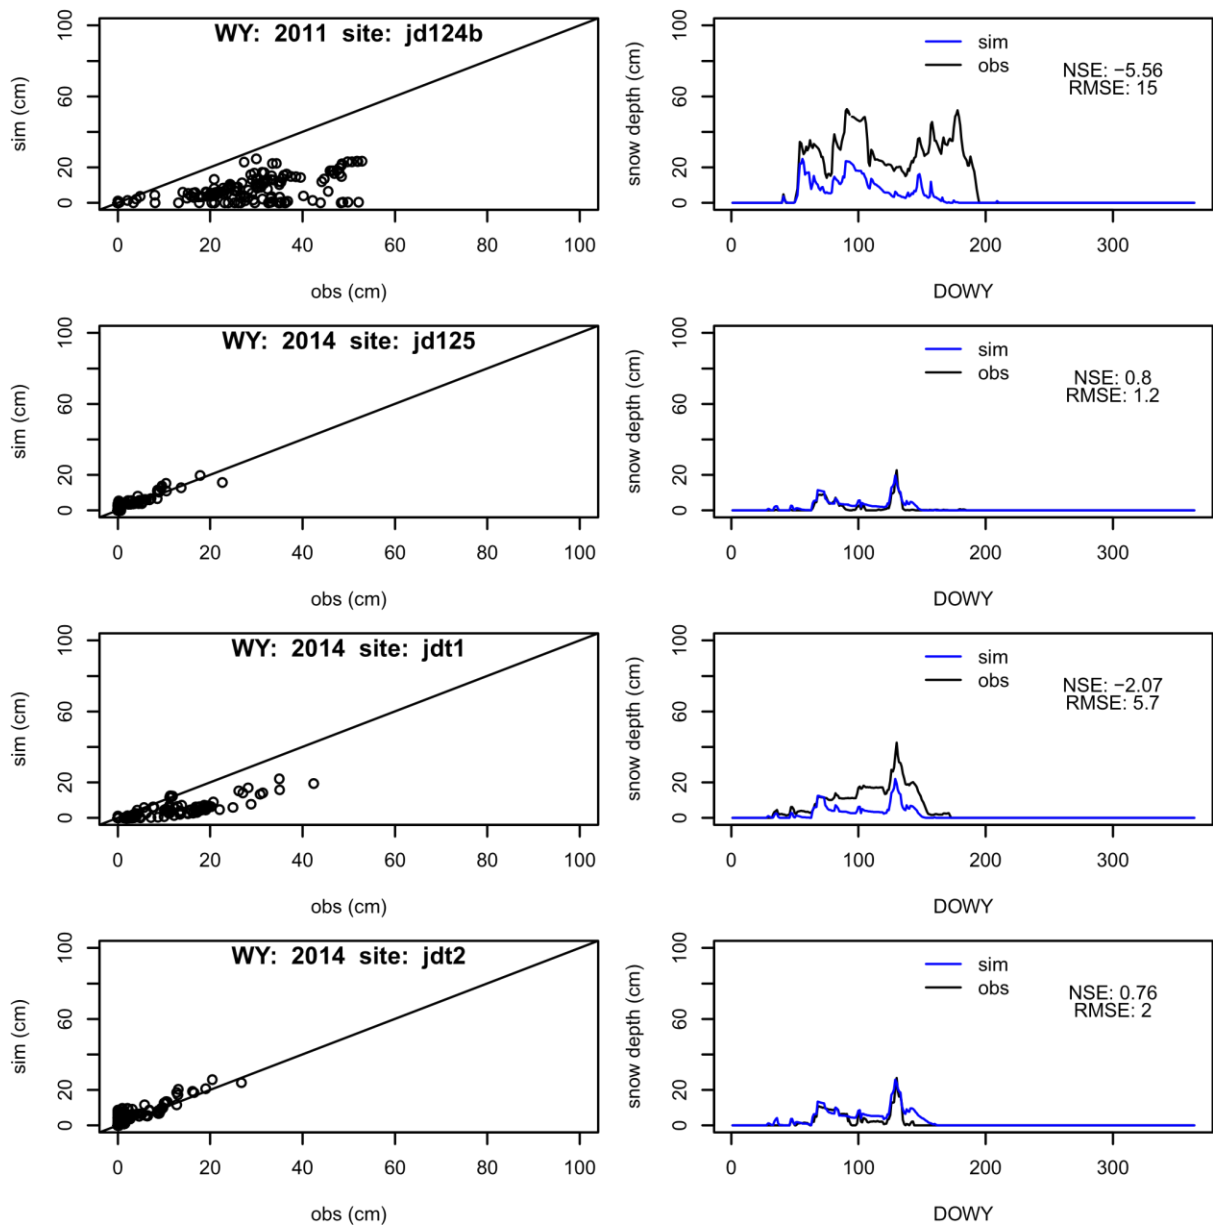 WY: 2011 site: jd124b
sim (cm)
0 20 60 100
0 20 40 60 80 100
obs (cm)
sim
obs
NSE: −5.56
RMSE: 15
snow depth (cm)
0 20 60 100
0 100 200 300
DOWY
WY: 2014 site: jd125
sim (cm)
0 20 60 100
0 20 40 60 80 100
obs (cm)
sim
obs
NSE: 0.8
RMSE: 1.2
snow depth (cm)
0 20 60 100
0 100 200 300
DOWY
WY: 2014 site: jdt1
sim (cm)
0 20 60 100
0 20 40 60 80 100
obs (cm)
sim
obs
NSE: −2.07
RMSE: 5.7
snow depth (cm)
0 20 60 100
0 100 200 300
DOWY
WY: 2014 site: jdt2
sim (cm)
0 20 60 100
0 20 40 60 80 100
obs (cm)
sim
obs
NSE: 0.76
RMSE: 2
snow depth (cm)
0 20 60 100
0 100 200 300
DOWY